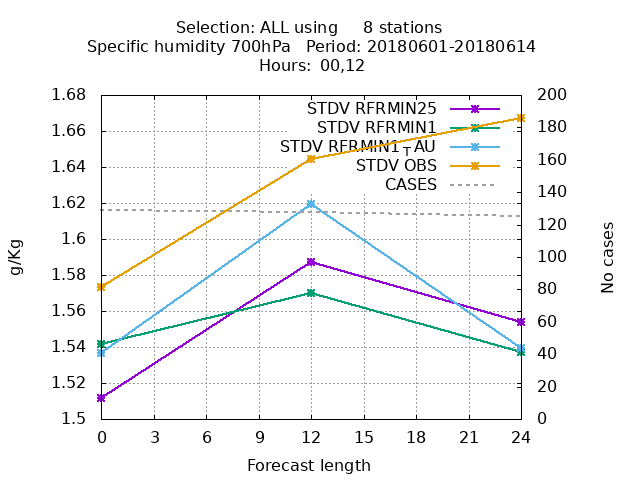 Selection: ALL using     8 stations
Specific humidity 700hPa   Period: 20180601-20180614
Hours: 00,12
g/Kg
1.68
1.66
1.64
1.62
1.6
1.58
1.56
1.54
1.52
1.5
STDV RFRMIN25
STDV RFRMIN1
STDV RFRMIN1_AU
STDV OBS
CASES
200
180
160
140
120
100
80
60
40
20
0
No cases
0 3 6 9 12 15 18 21 24
Forecast length